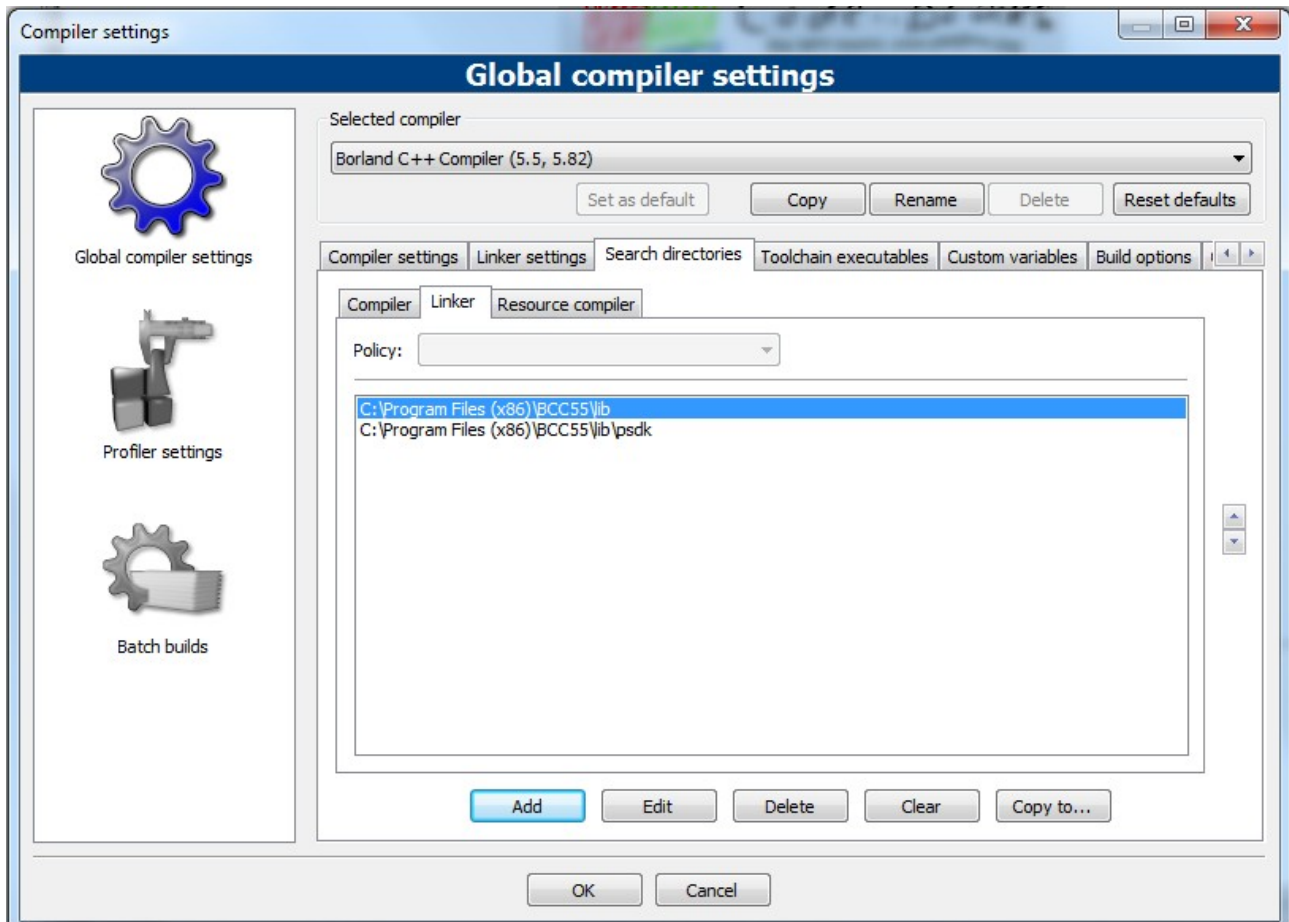 Compiler settings
Global compiler settings
Global compiler settings
Profiler settings
Batch builds
Selected compiler
Borland C++ Compiler (5.5, 5.82)
Set as default Copy Rename Delete Reset defaults
Compiler settings Linker settings Search directories Toolchain executables Custom variables Build options
Compiler Linker Resource compiler
Policy:
C:\Program Files (x86)\BCC55\lib
C:\Program Files (x86)\BCC55\lib\psdk
Add Edit Delete Clear Copy to...
OK Cancel